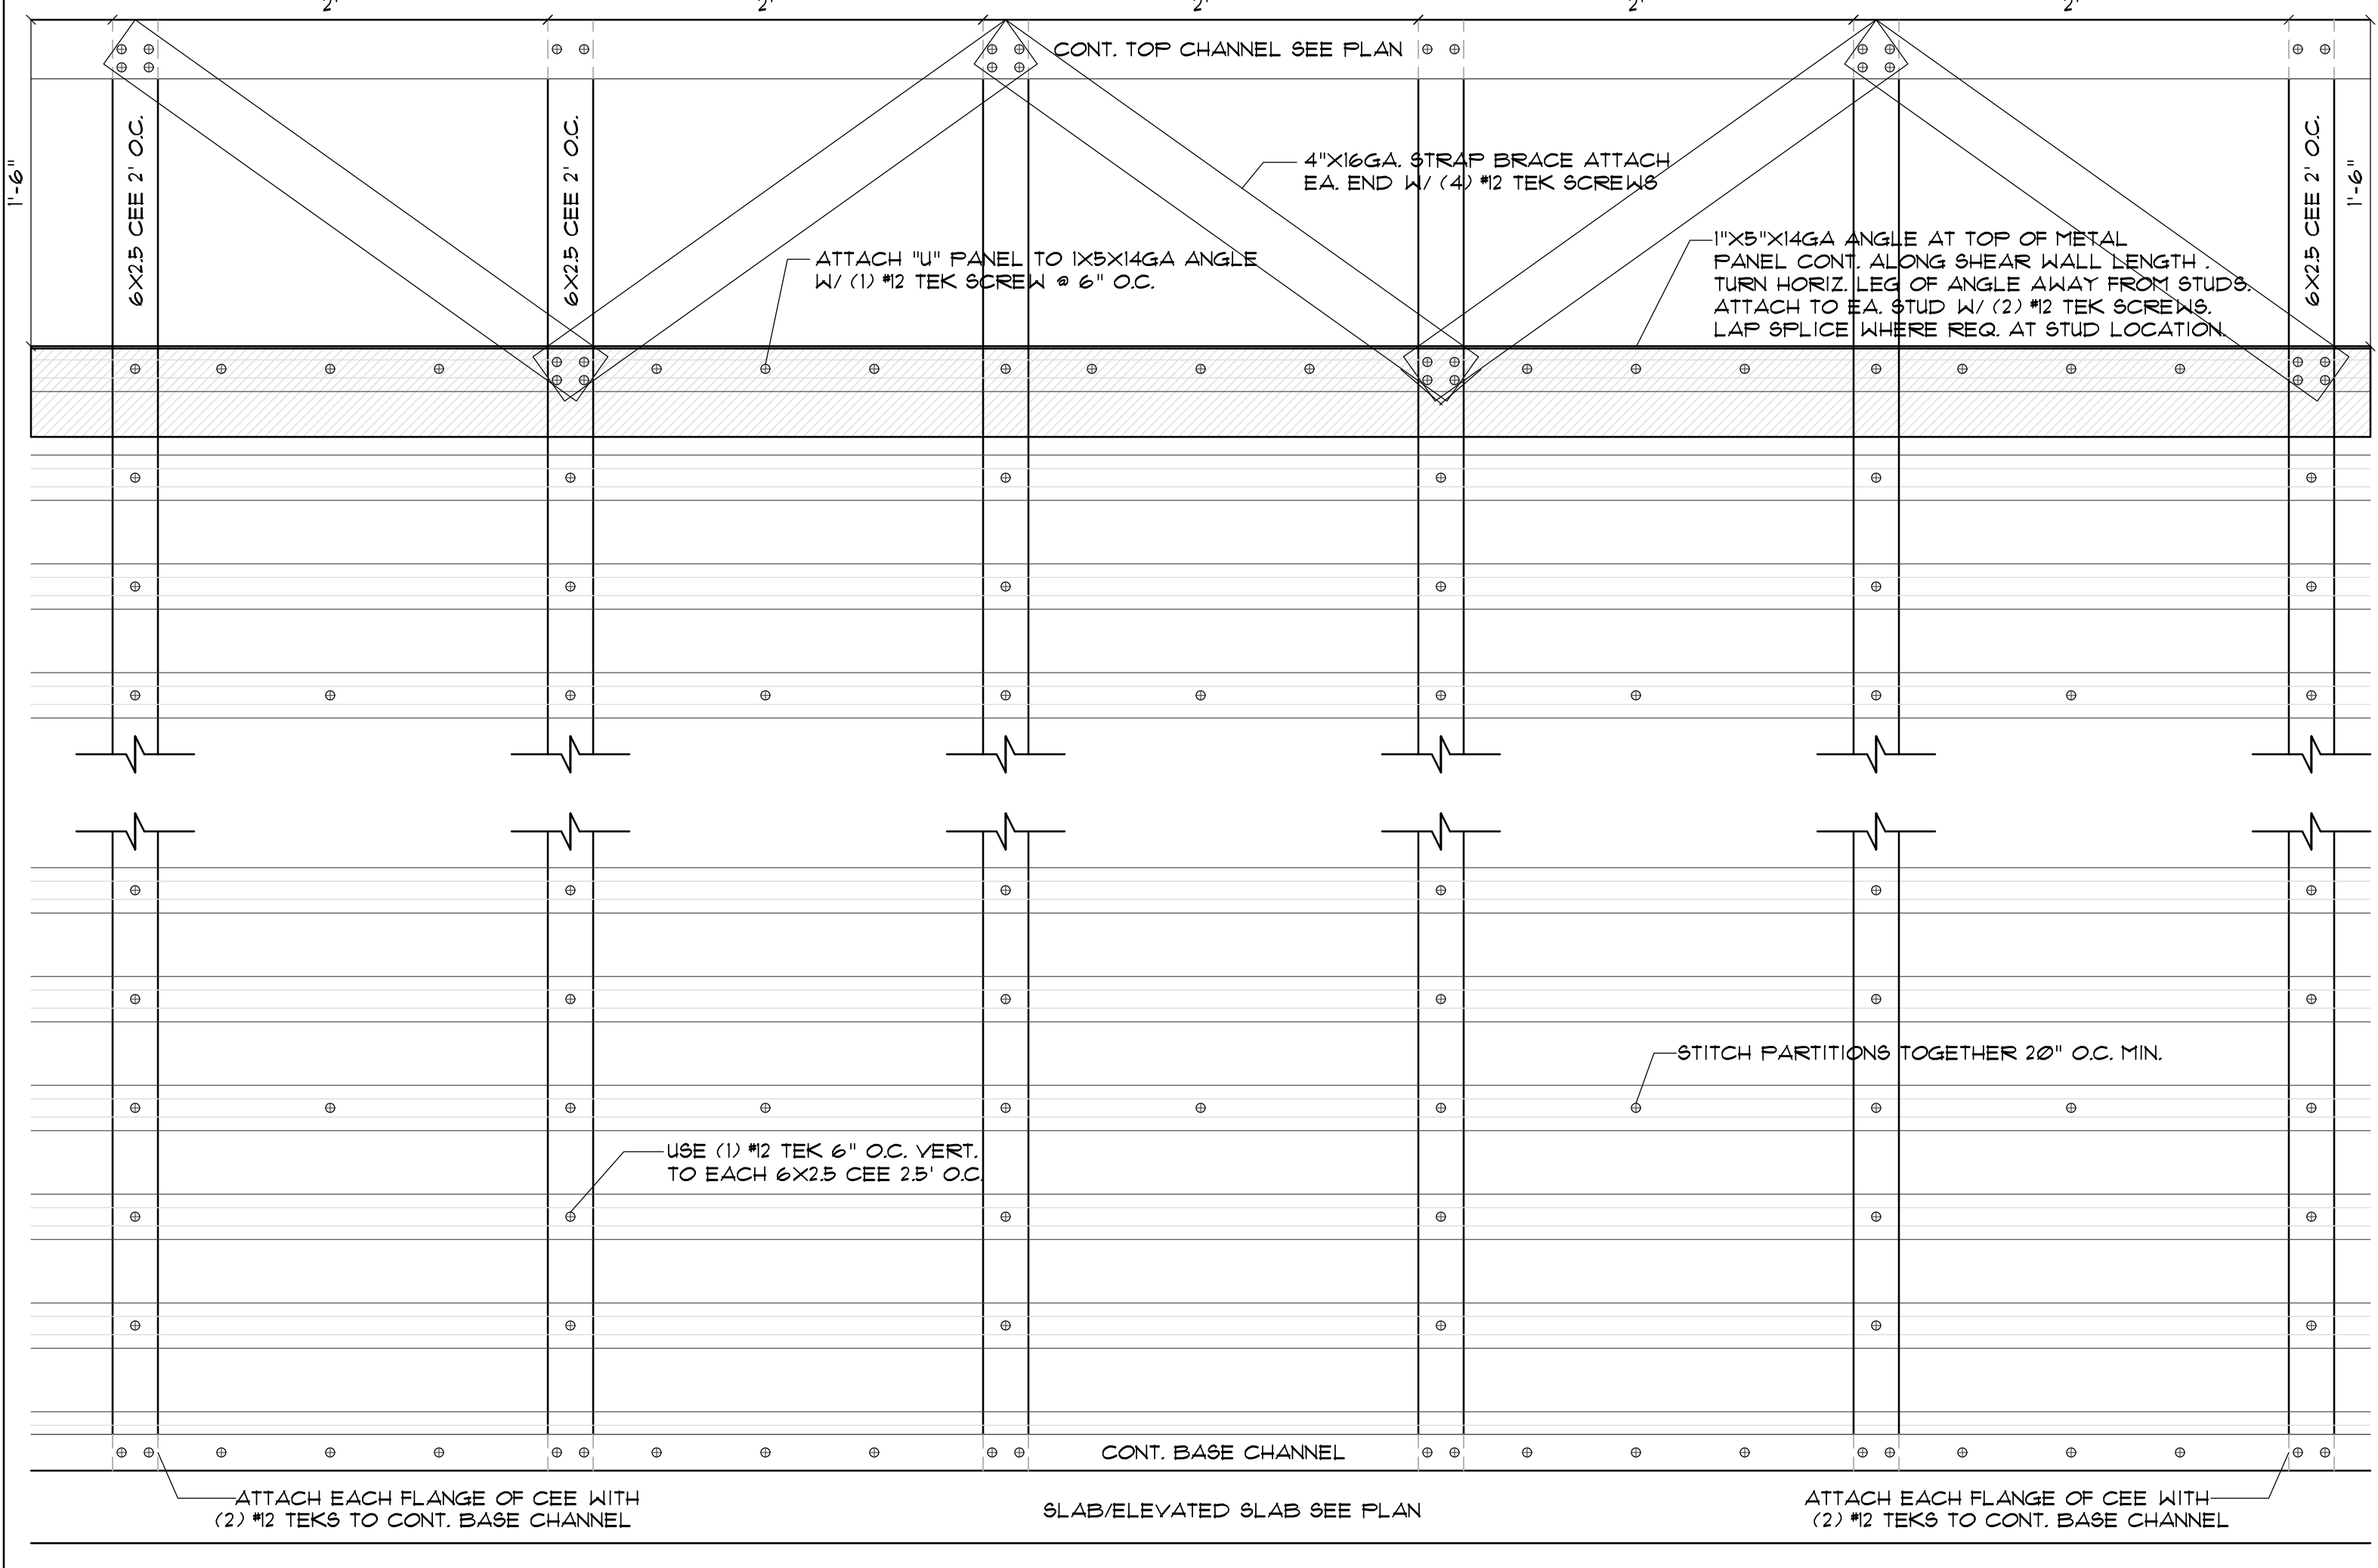 2' 2' 2' 2' 2'
CONT. TOP CHANNEL SEE PLAN
6X2.5 CEE 2' O.C.
6X2.5 CEE 2' O.C.
6X2.5 CEE 2' O.C.
1'-6"
1'-6"
4"X16GA. STRAP BRACE ATTACH
EA. END W/ (4) #12 TEK SCREWS
ATTACH "U" PANEL TO 1X5X14GA ANGLE
W/ (1) #12 TEK SCREW @ 6" O.C.
1"X5"X14GA ANGLE AT TOP OF METAL
PANEL CONT. ALONG SHEAR WALL LENGTH .
TURN HORIZ. LEG OF ANGLE AWAY FROM STUDS.
ATTACH TO EA. STUD W/ (2) #12 TEK SCREWS.
LAP SPLICE WHERE REQ. AT STUD LOCATION.
STITCH PARTITIONS TOGETHER 20" O.C. MIN.
USE (1) #12 TEK 6" O.C. VERT.
TO EACH 6X2.5 CEE 2.5' O.C.
CONT. BASE CHANNEL
ATTACH EACH FLANGE OF CEE WITH
(2) #12 TEKS TO CONT. BASE CHANNEL
SLAB/ELEVATED SLAB SEE PLAN
ATTACH EACH FLANGE OF CEE WITH
(2) #12 TEKS TO CONT. BASE CHANNEL